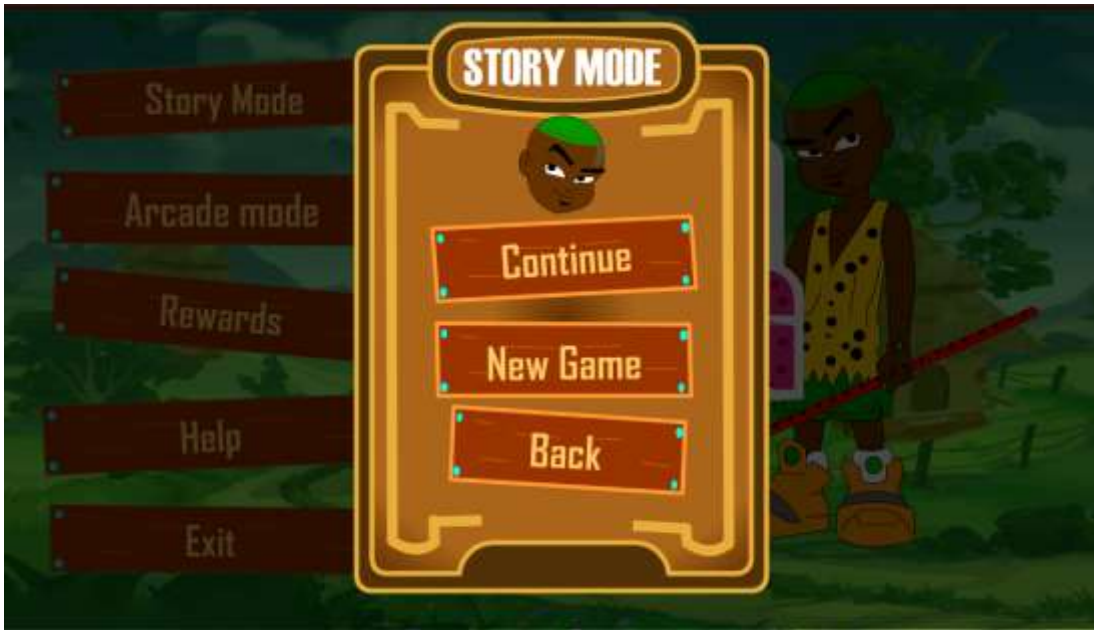 STORY MODE
Story Mode
Arcade mode
Rewards
Help
Exit
Continue
New Game
Back